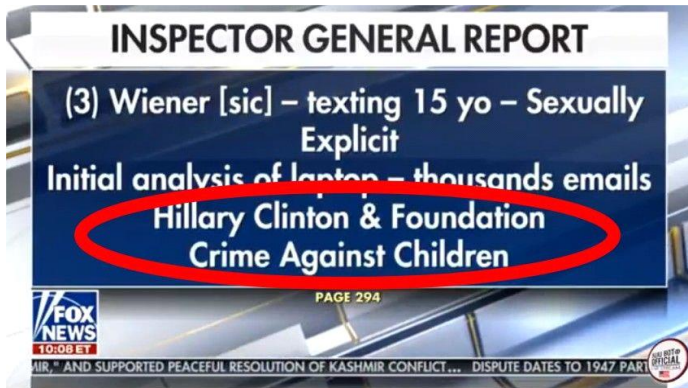 INSPECTOR GENERAL REPORT
(3) Wiener [sic] – texting 15 yo – Sexually
Explicit
Initial analysis of laptop – thousands emails
Hillary Clinton & Foundation
Crime Against Children
PAGE 294
FOX
NEWS
10:08 ET
MIR," AND SUPPORTED PEACEFUL RESOLUTION OF KASHMIR CONFLICT... DISPUTE DATES TO 1947 PART
OFFICIAL